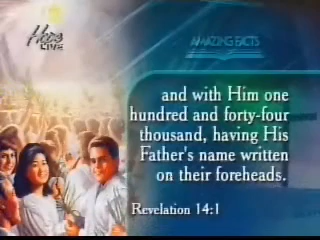 Hope
LIVE
AMAZING FACTS
and with Him one
hundred and forty-four
thousand, having His
Father's name written
on their foreheads.
Revelation 14:1